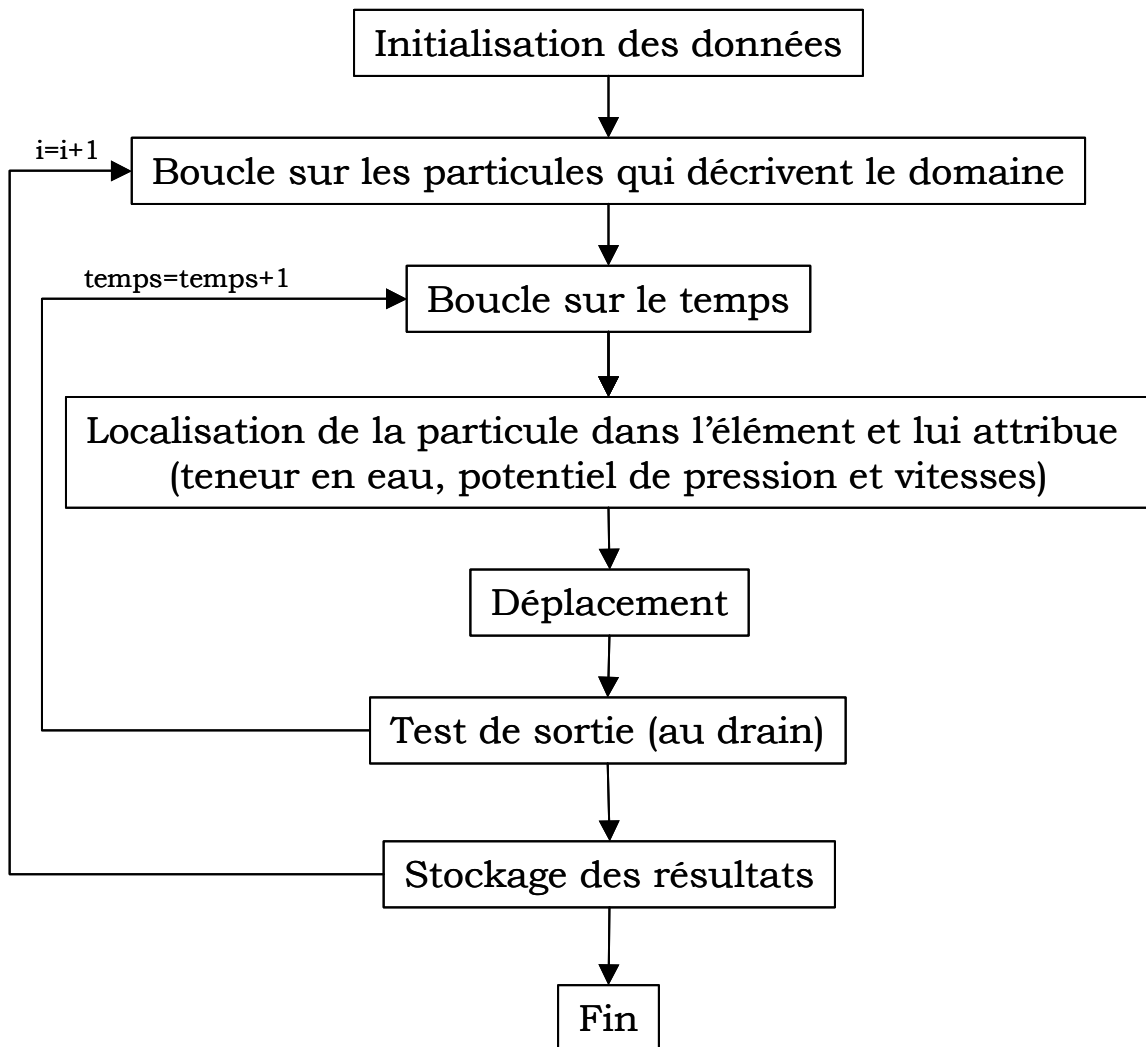 Initialisation des données
i=i+1
Boucle sur les particules qui décrivent le domaine
temps=temps+1
Boucle sur le temps
Localisation de la particule dans l’élément et lui attribue
(teneur en eau, potentiel de pression et vitesses)
Déplacement
Test de sortie (au drain)
Stockage des résultats
Fin